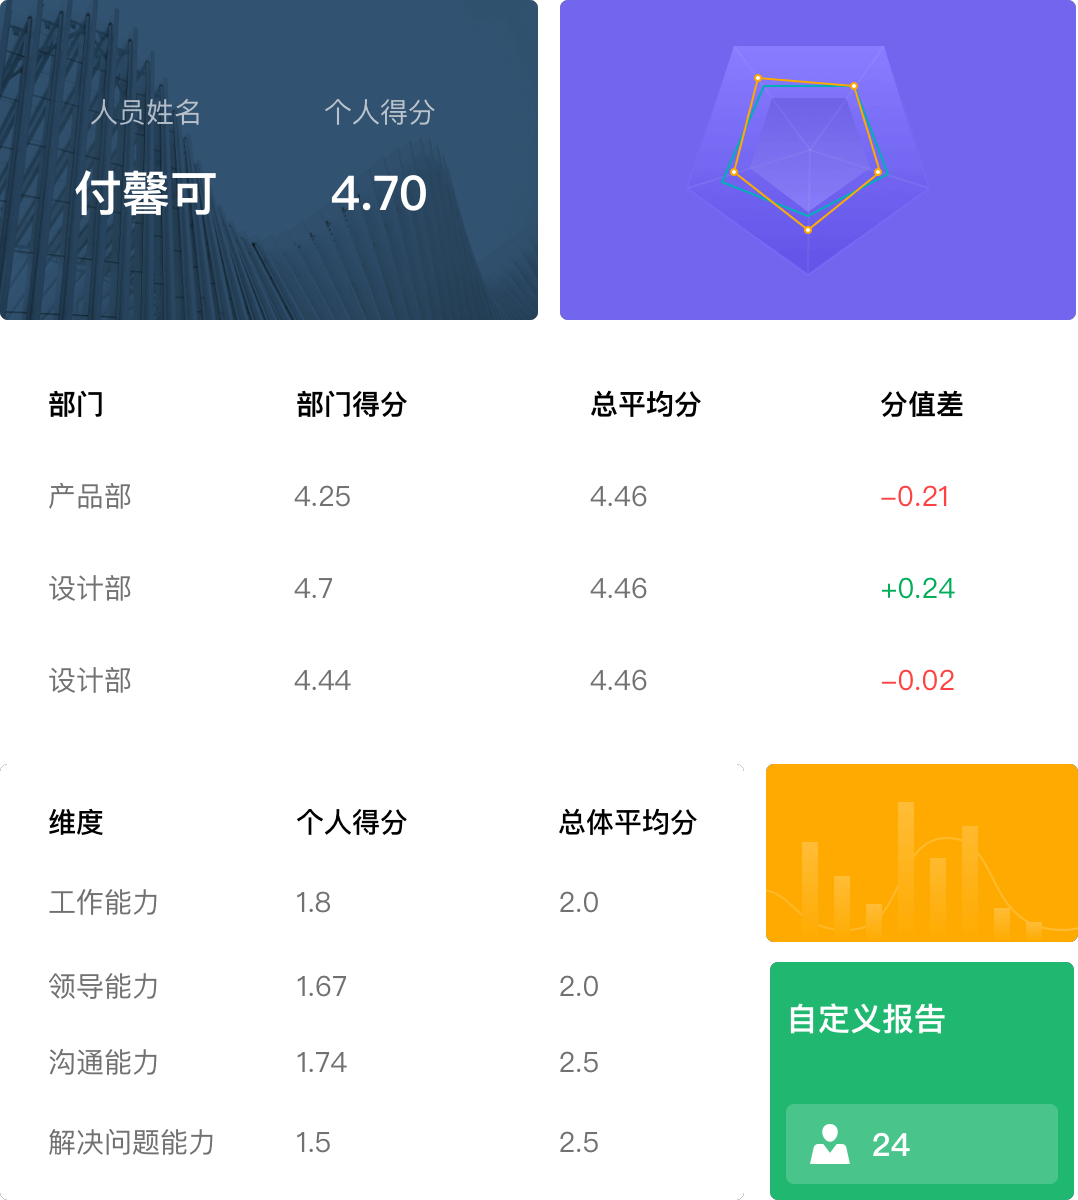 人员姓名 个人得分
付馨可 4.70
部门 部门得分 总平均分 分值差
产品部 4.25 4.46 -0.21
设计部 4.7 4.46 +0.24
设计部 4.44 4.46 -0.02
维度 个人得分 总体平均分
工作能力 1.8 2.0
领导能力 1.67 2.0
沟通能力 1.74 2.5
解决问题能力 1.5 2.5
自定义报告
24